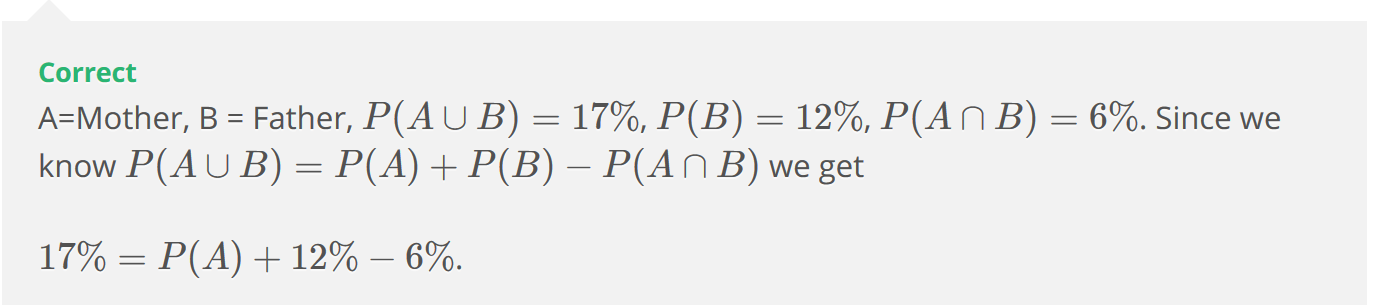 Correct
A=Mother, B = Father, P(A ∪ B) = 17%, P(B) = 12%, P(A ∩ B) = 6%. Since we
know P(A ∪ B) = P(A) + P(B) − P(A ∩ B) we get
17% = P(A) + 12% − 6%.